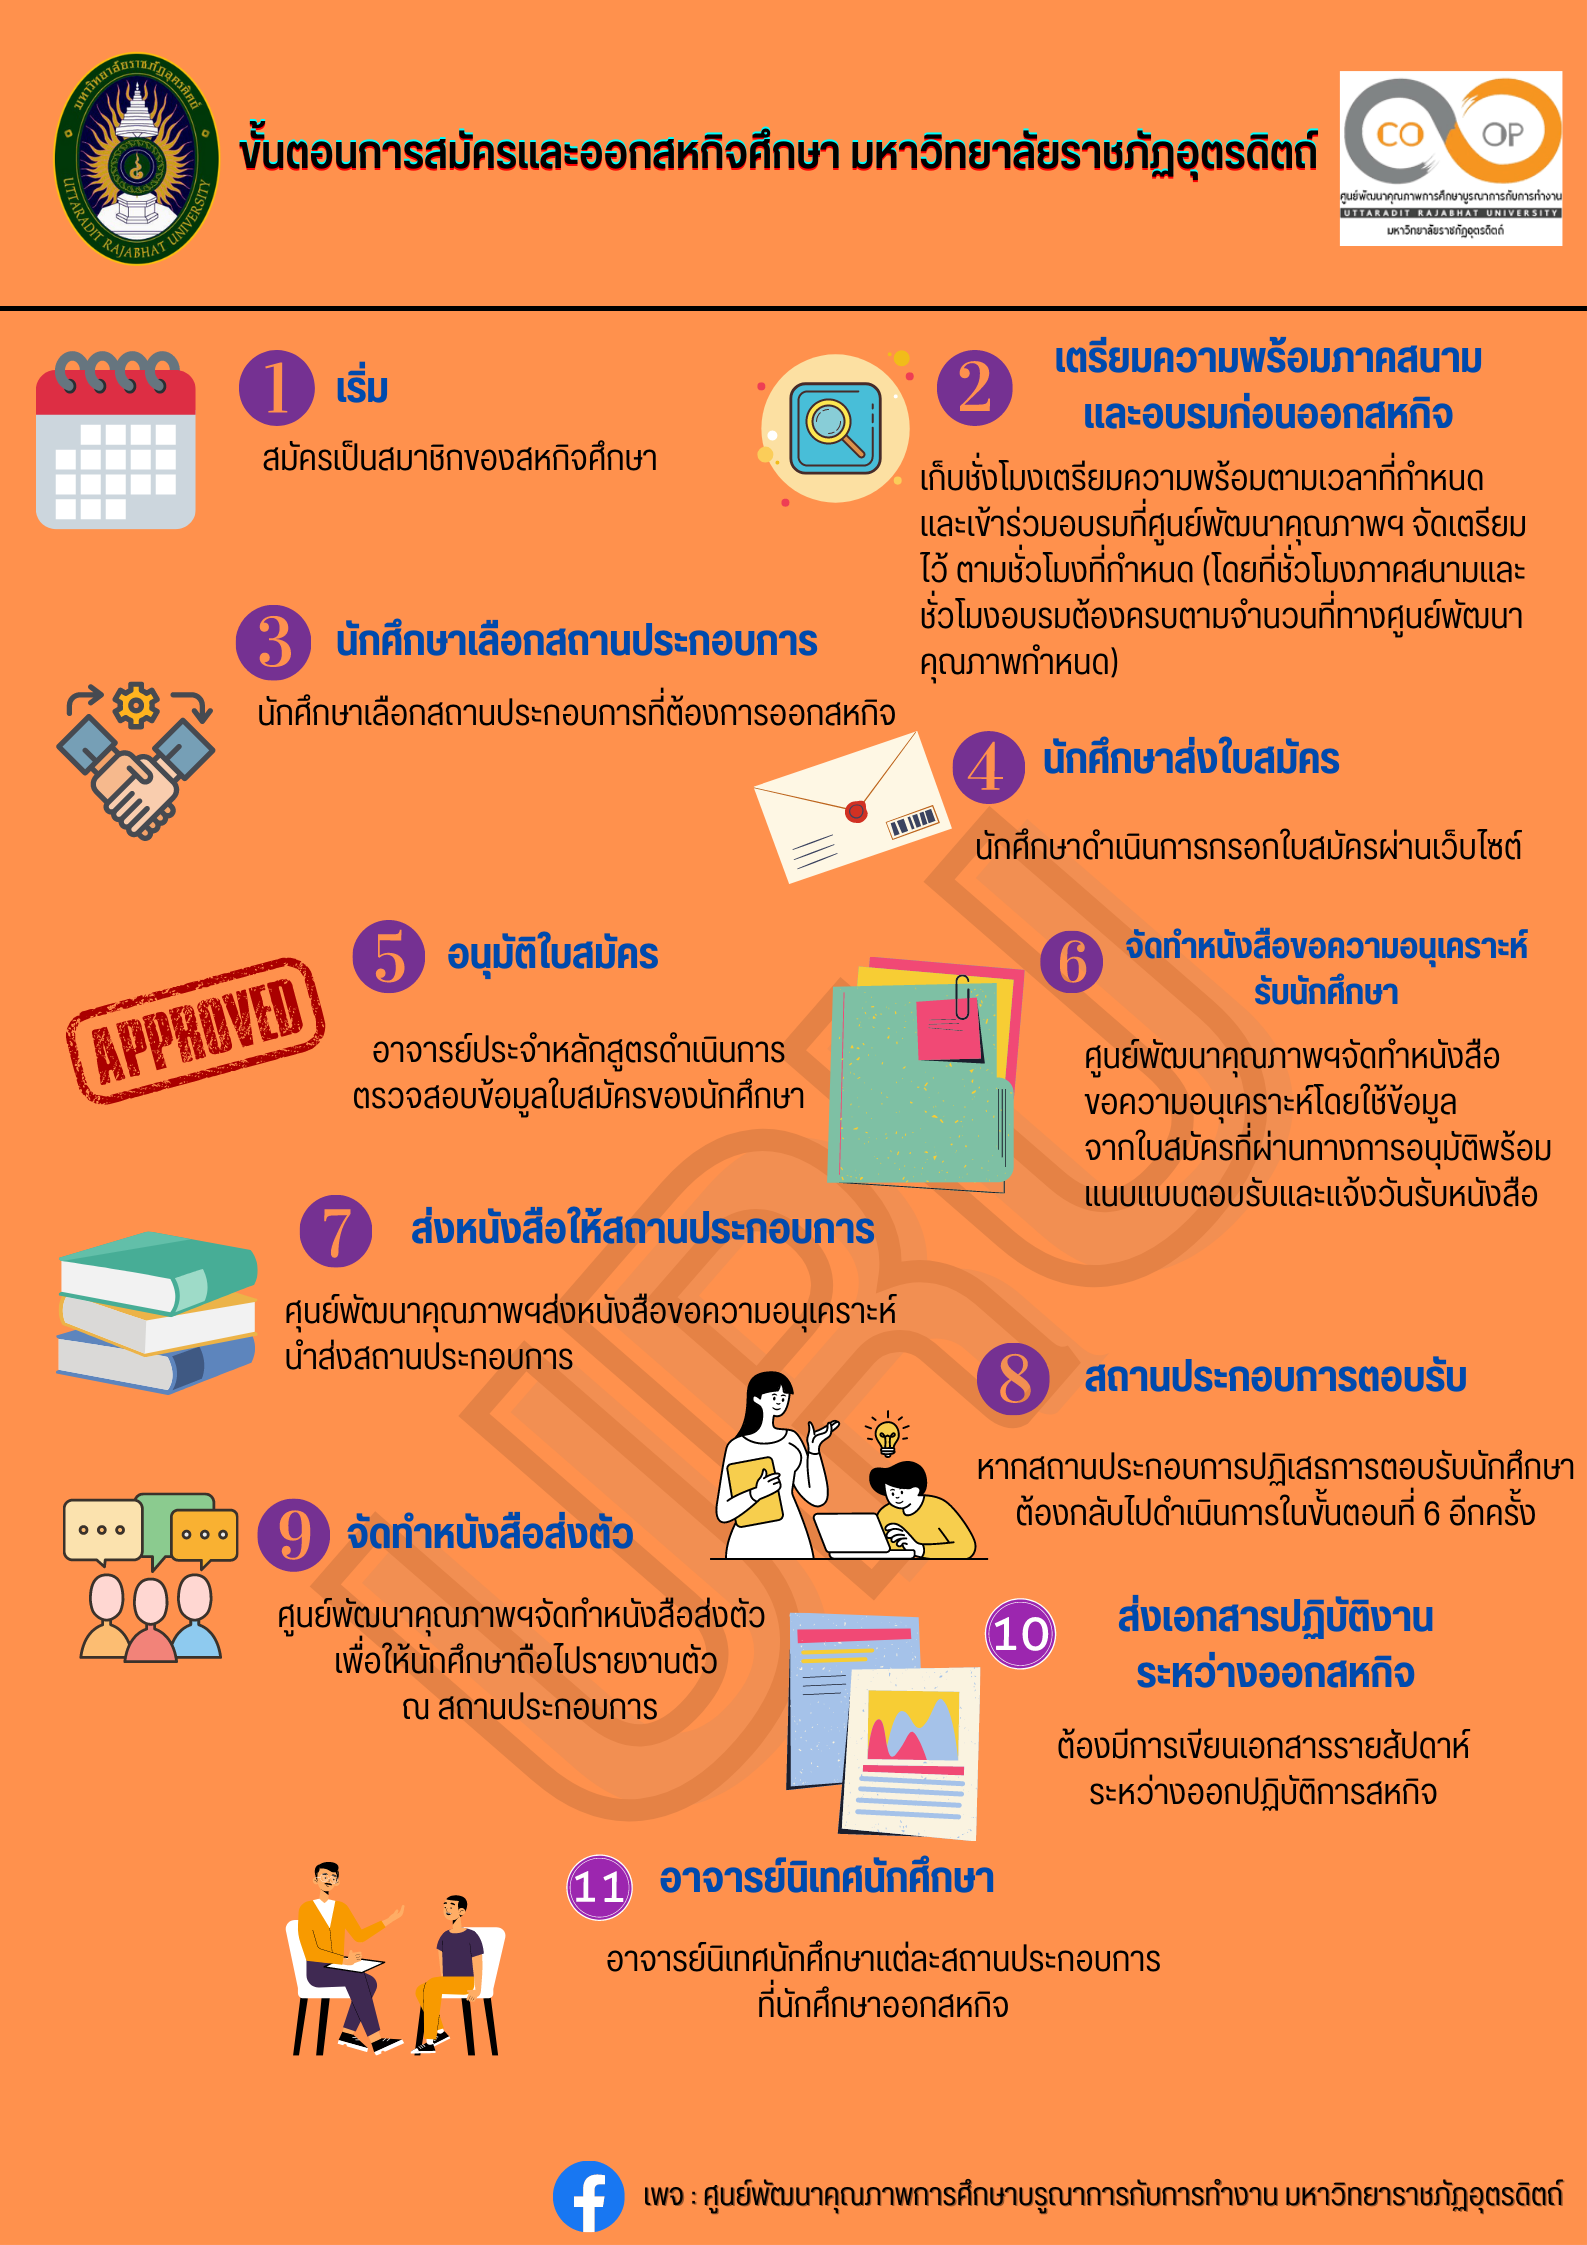 มหาวิทยาลัยราชภัฏอุตรดิตถ์
UTTARADIT RAJABHAT UNIVERSITY
ขั้นตอนการสมัครและออกสหกิจศึกษา มหาวิทยาลัยราชภัฏอุตรดิตถ์
CO OP
ศูนย์พัฒนาคุณภาพการศึกษาบูรณาการกับการทำงาน
UTTARADIT RAJABHAT UNIVERSITY
มหาวิทยาลัยราชภัฏอุตรดิตถ์
1 เริ่ม
สมัครเป็นสมาชิกของสหกิจศึกษา
2 เตรียมความพร้อมภาคสนาม
และอบรมก่อนออกสหกิจ
เก็บชั่งโมงเตรียมความพร้อมตามเวลาที่กำหนด
และเข้าร่วมอบรมที่ศูนย์พัฒนาคุณภาพฯ จัดเตรียม
ไว้ ตามชั่วโมงที่กำหนด (โดยที่ชั่วโมงภาคสนามและ
ชั่วโมงอบรมต้องครบตามจำนวนที่ทางศูนย์พัฒนา
คุณภาพกำหนด)
3 นักศึกษาเลือกสถานประกอบการ
นักศึกษาเลือกสถานประกอบการที่ต้องการออกสหกิจ
4 นักศึกษาส่งใบสมัคร
นักศึกษาดำเนินการกรอกใบสมัครผ่านเว็บไซต์
5 อนุมัติใบสมัคร
APPROVED
อาจารย์ประจำหลักสูตรดำเนินการ
ตรวจสอบข้อมูลใบสมัครของนักศึกษา
6 จัดทำหนังสือขอความอนุเคราะห์
รับนักศึกษา
ศูนย์พัฒนาคุณภาพฯจัดทำหนังสือ
ขอความอนุเคราะห์โดยใช้ข้อมูล
จากใบสมัครที่ผ่านทางการอนุมัติพร้อม
แนบแบบตอบรับและแจ้งวันรับหนังสือ
7 ส่งหนังสือให้สถานประกอบการ
ศุนย์พัฒนาคุณภาพฯส่งหนังสือขอความอนุเคราะห์
นำส่งสถานประกอบการ
8 สถานประกอบการตอบรับ
หากสถานประกอบการปฏิเสธการตอบรับนักศึกษา
ต้องกลับไปดำเนินการในขั้นตอนที่ 6 อีกครั้ง
9 จัดทำหนังสือส่งตัว
ศูนย์พัฒนาคุณภาพฯจัดทำหนังสือส่งตัว
เพื่อให้นักศึกษาถือไปรายงานตัว
ณ สถานประกอบการ
10 ส่งเอกสารปฏิบัติงาน
ระหว่างออกสหกิจ
ต้องมีการเขียนเอกสารรายสัปดาห์
ระหว่างออกปฏิบัติการสหกิจ
11 อาจารย์นิเทศนักศึกษา
อาจารย์นิเทศนักศึกษาแต่ละสถานประกอบการ
ที่นักศึกษาออกสหกิจ
URU
เพจ : ศูนย์พัฒนาคุณภาพการศึกษาบรูณาการกับการทำงาน มหาวิทยาราชภัฏอุตรดิตถ์